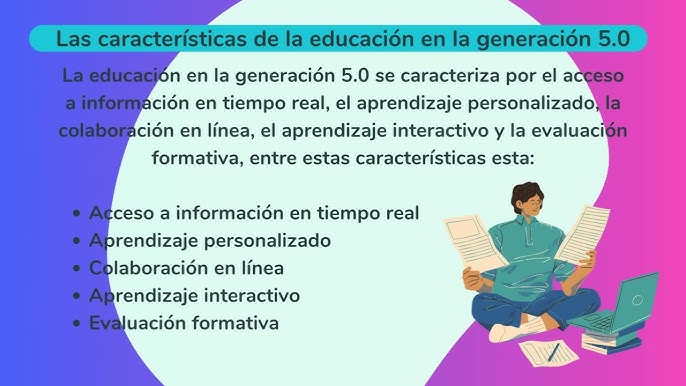 Las características de la educación en la generación 5.0
La educación en la generación 5.0 se caracteriza por el acceso
a información en tiempo real, el aprendizaje personalizado, la
colaboración en línea, el aprendizaje interactivo y la evaluación
formativa, entre estas características esta:
• Acceso a información en tiempo real
• Aprendizaje personalizado
• Colaboración en línea
• Aprendizaje interactivo
• Evaluación formativa